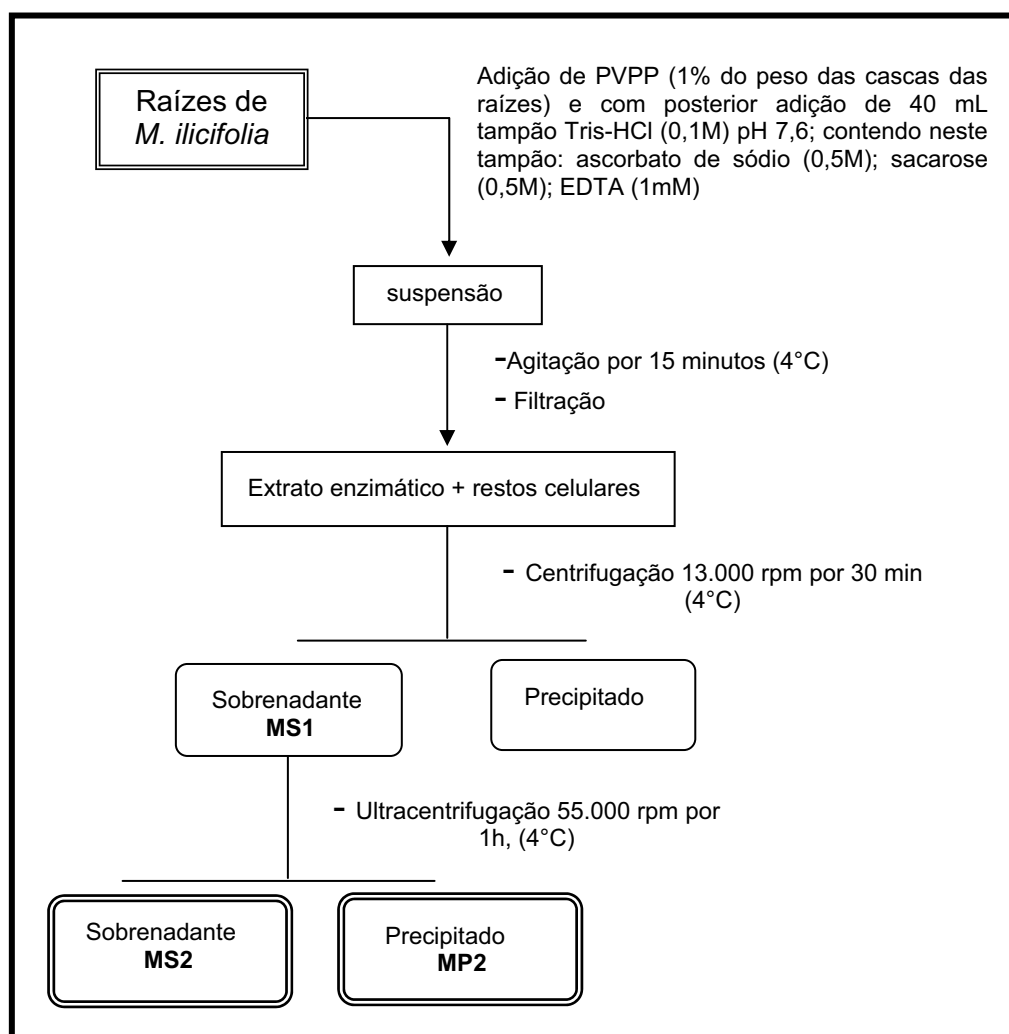 Raízes de
M. ilicifolia
Adição de PVPP (1% do peso das cascas das
raízes) e com posterior adição de 40 mL
tampão Tris-HCl (0,1M) pH 7,6; contendo neste
tampão: ascorbato de sódio (0,5M); sacarose
(0,5M); EDTA (1mM)
suspensão
-Agitação por 15 minutos (4°C)
- Filtração
Extrato enzimático + restos celulares
- Centrifugação 13.000 rpm por 30 min
(4°C)
Sobrenadante
MS1
Precipitado
- Ultracentrifugação 55.000 rpm por
1h, (4°C)
Sobrenadante
MS2
Precipitado
MP2